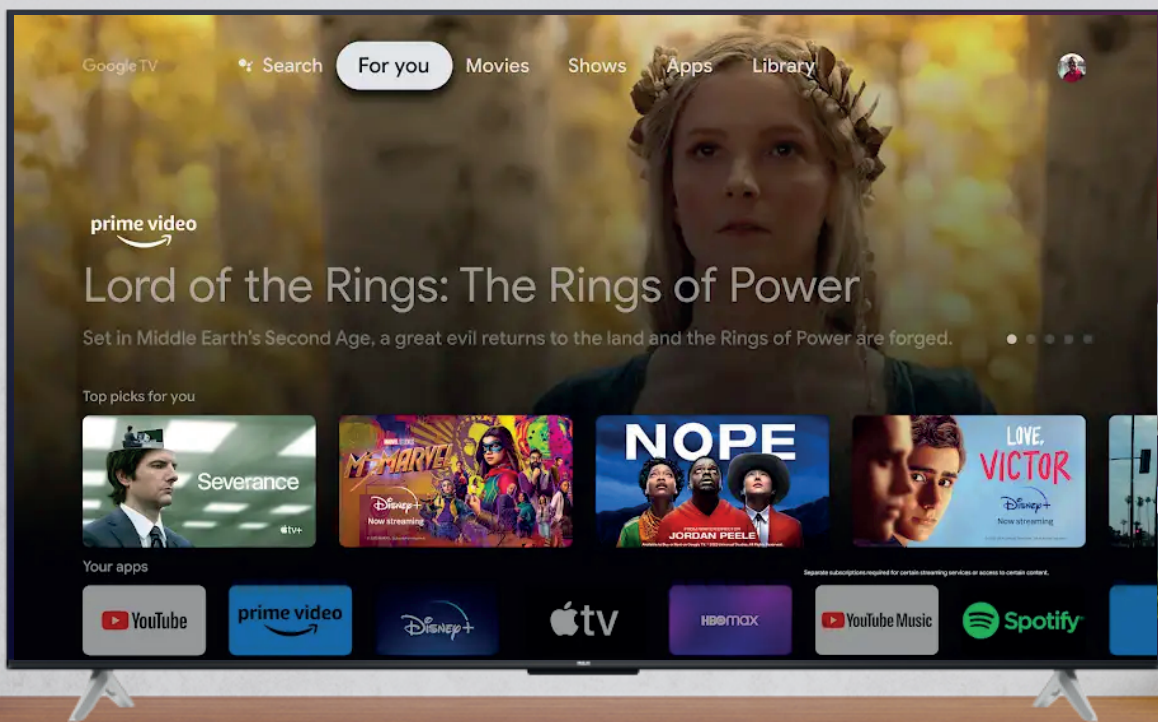 Google TV
Search
For you
Movies
Shows
Apps
Library
prime video
Lord of the Rings: The Rings of Power
Set in Middle Earth's Second Age, a great evil returns to the land and the Rings of Power are forged.
Top picks for you
Severance
tv+
MARVEL STUDIOS
MS. MARVEL
Disney+
Now streaming
NOPE
JORDAN PEELE
LOVE,
VICTOR
Disney+
Now streaming
Your apps
Separate subscriptions required for certain streaming services or access to certain content.
YouTube
prime video
Disney+
tv
HBOmax
YouTube Music
Spotify
RCA